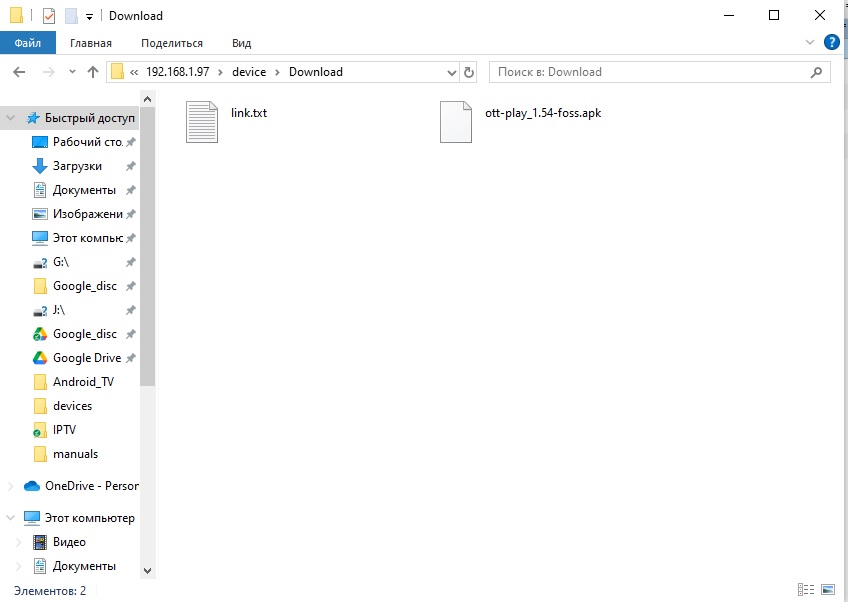 Download
Файл Главная Поделиться Вид
« 192.168.1.97 › device › Download
Поиск в: Download
link.txt
ott-play_1.54-foss.apk
Быстрый доступ
Рабочий сто.
Загрузки
Документы
Изображени
Этот компьк
G:\
Google_disc
J:\
Google_disc
Google Drive
Android_TV
devices
IPTV
manuals
OneDrive - Person
Этот компьютер
Видео
Документы
Элементов: 2